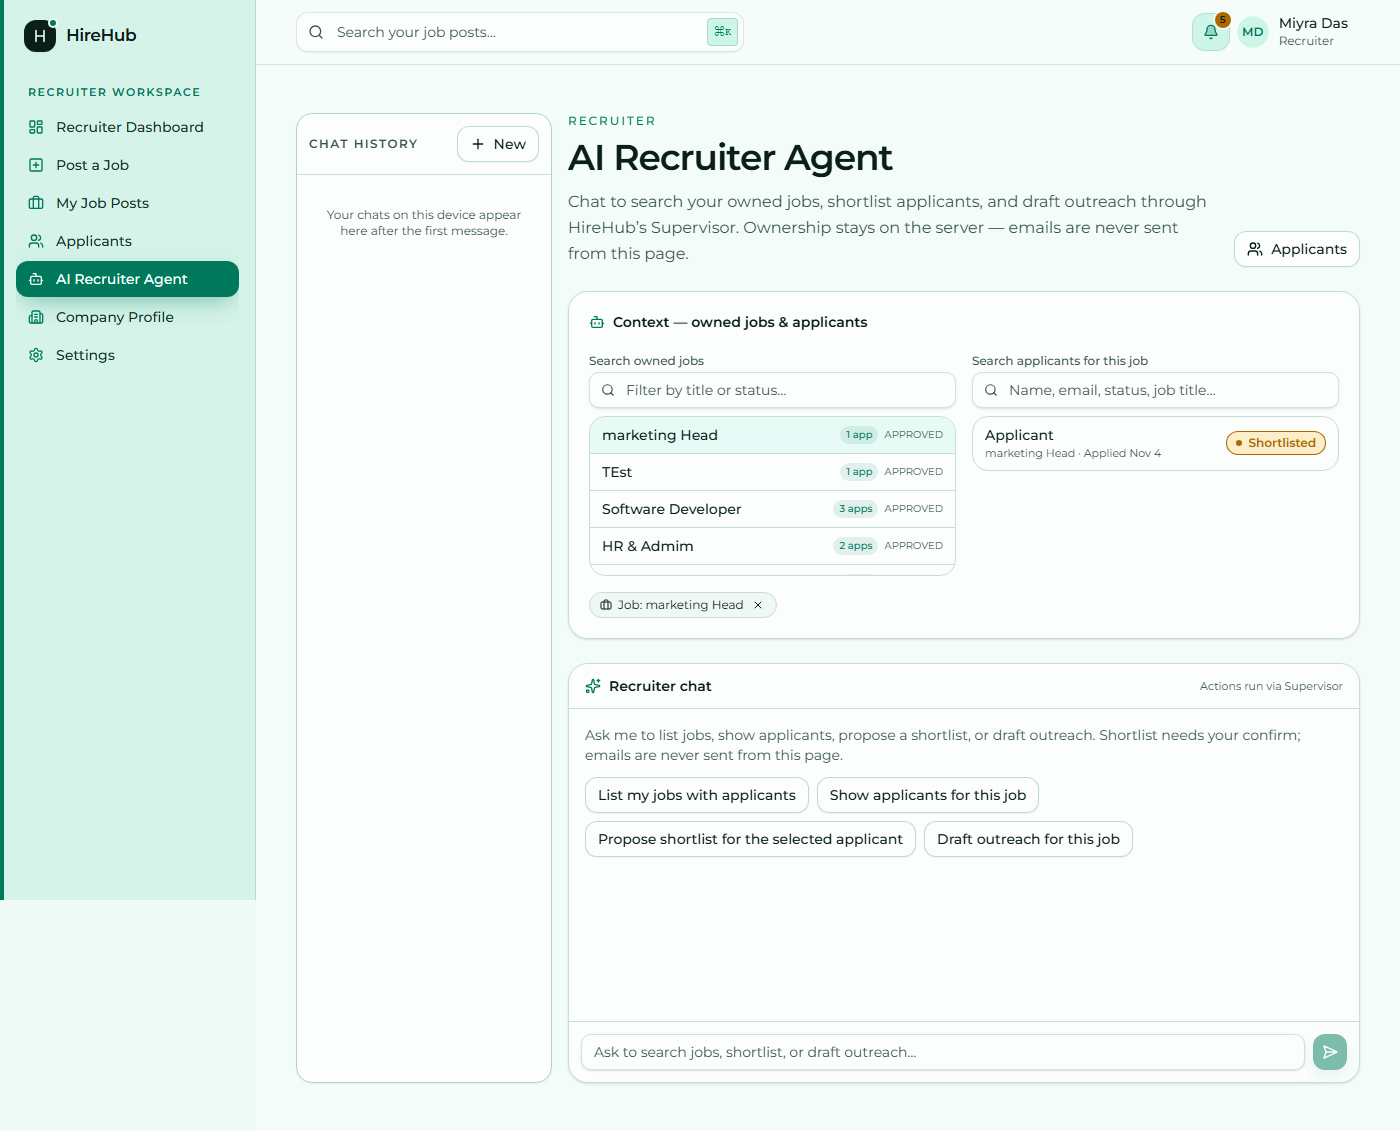 H HireHub
RECRUITER WORKSPACE
Recruiter Dashboard
Post a Job
My Job Posts
Applicants
AI Recruiter Agent
Company Profile
Settings
Search your job posts...
⌘K
5
MD
Miyra Das
Recruiter
CHAT HISTORY
New
Your chats on this device appear
here after the first message.
RECRUITER
AI Recruiter Agent
Chat to search your owned jobs, shortlist applicants, and draft outreach through
HireHub’s Supervisor. Ownership stays on the server — emails are never sent
from this page.
Applicants
Context — owned jobs & applicants
Search owned jobs
Filter by title or status...
marketing Head 1 app APPROVED
TEst 1 app APPROVED
Software Developer 3 apps APPROVED
HR & Admim 2 apps APPROVED
Job: marketing Head
Search applicants for this job
Name, email, status, job title...
Applicant
marketing Head · Applied Nov 4
Shortlisted
Recruiter chat
Actions run via Supervisor
Ask me to list jobs, show applicants, propose a shortlist, or draft outreach. Shortlist needs your confirm;
emails are never sent from this page.
List my jobs with applicants
Show applicants for this job
Propose shortlist for the selected applicant
Draft outreach for this job
Ask to search jobs, shortlist, or draft outreach...